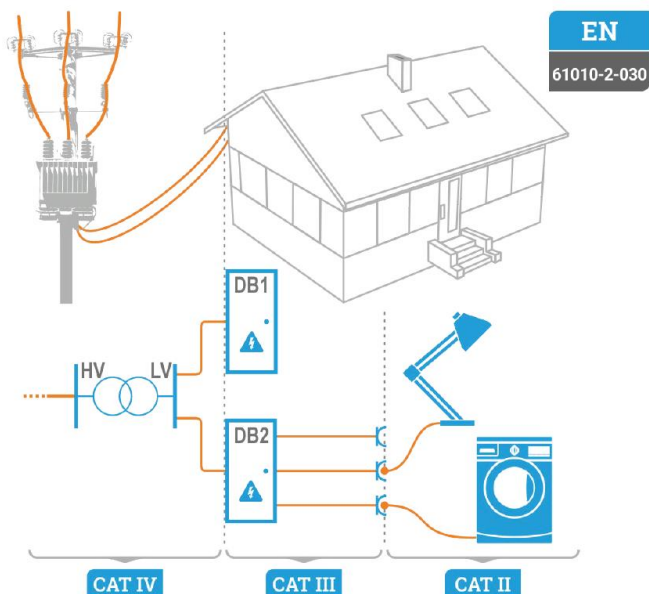 EN
61010-2-030
DB1
HV
LV
DB2
CAT IV
CAT III
CAT II